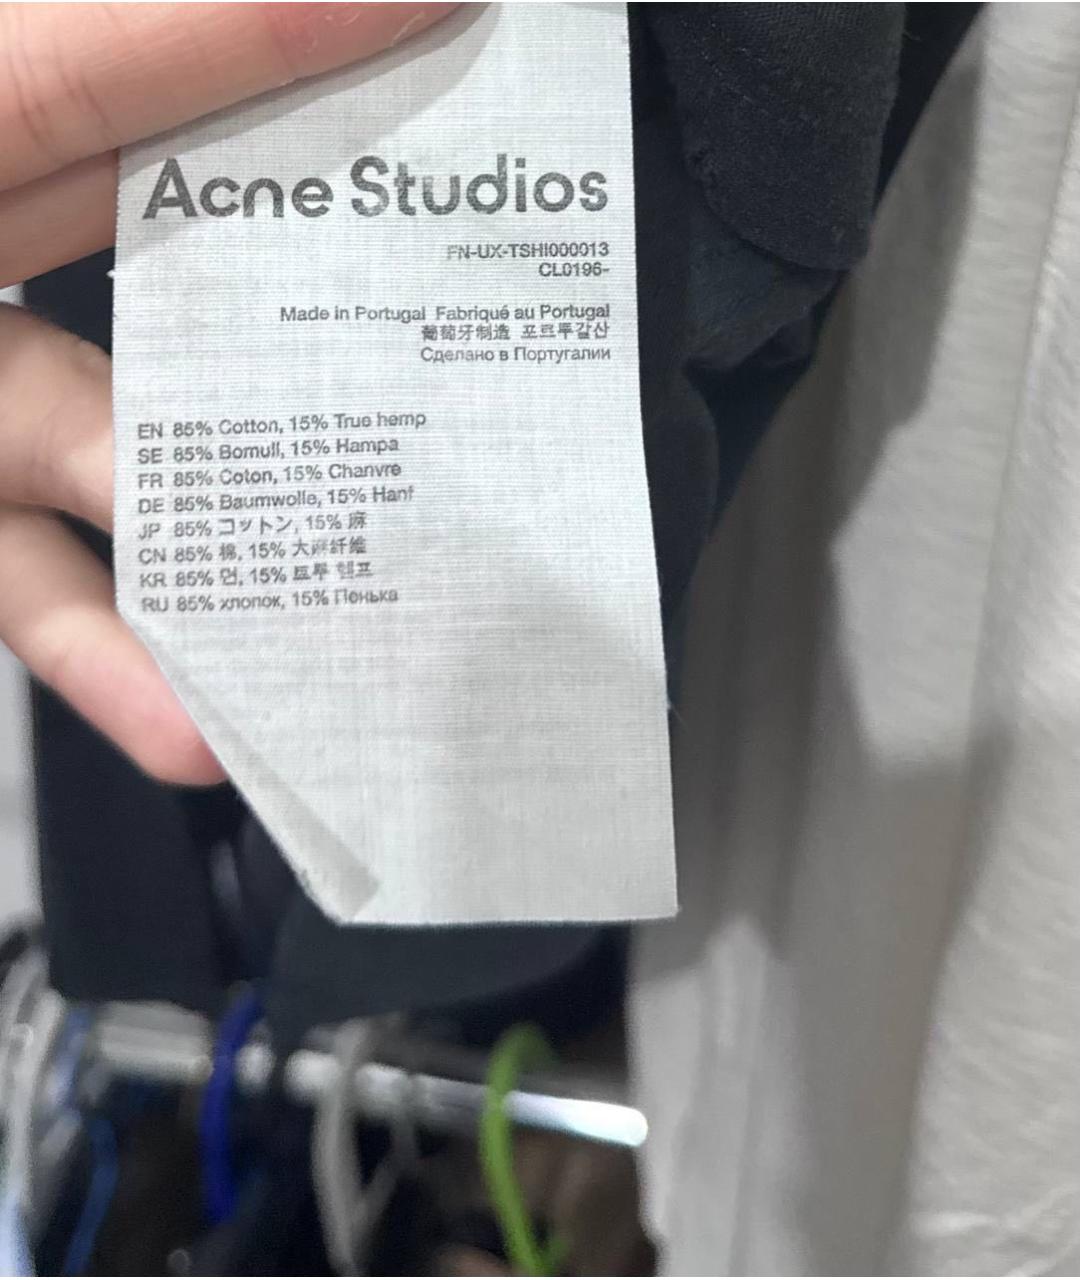 Acne Studios
FN-UX-TSHI000013
CL0196-
Made in Portugal Fabriqué au Portugal
葡萄牙制造 포르투갈산
Сделано в Португалии
EN 85% Cotton, 15% True hemp
SE 85% Bomull, 15% Hampa
FR 85% Coton, 15% Chanvre
DE 85% Baumwolle, 15% Hanf
JP 85% コットン, 15% 麻
CN 85% 棉, 15% 大麻纤维
KR 85% 면, 15% 트루 헴프
RU 85% хлопок, 15% Пенька